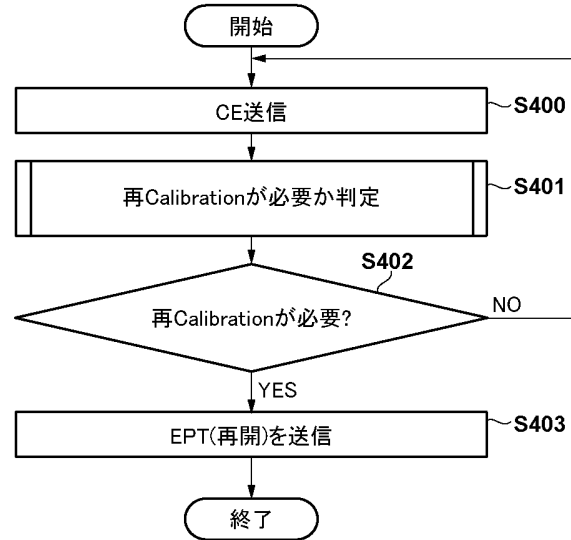 開始
CE送信
S400
再Calibrationが必要か判定
S401
S402
再Calibrationが必要?
NO
YES
EPT(再開)を送信
S403
終了